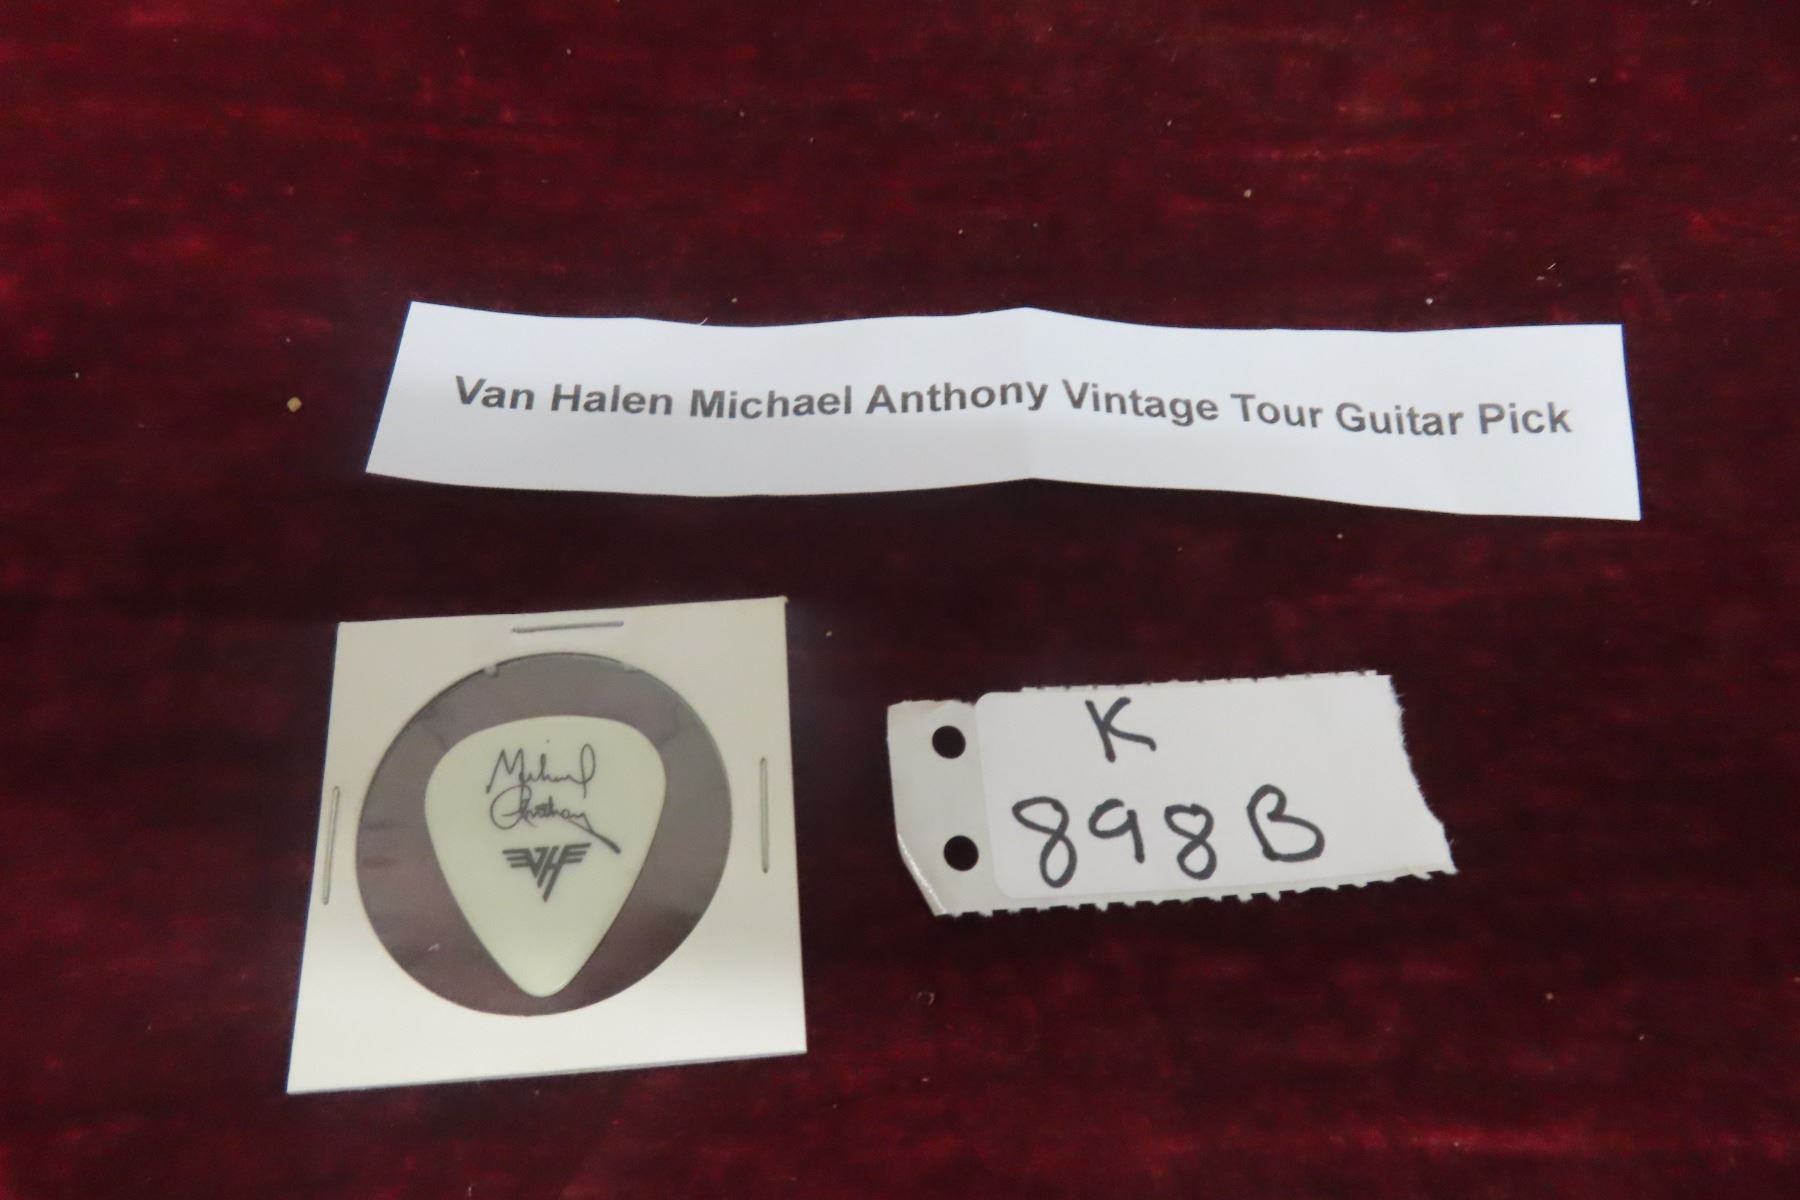 Van Halen Michael Anthony Vintage Tour Guitar Pick
Michael
Anthony
VH
K
898B